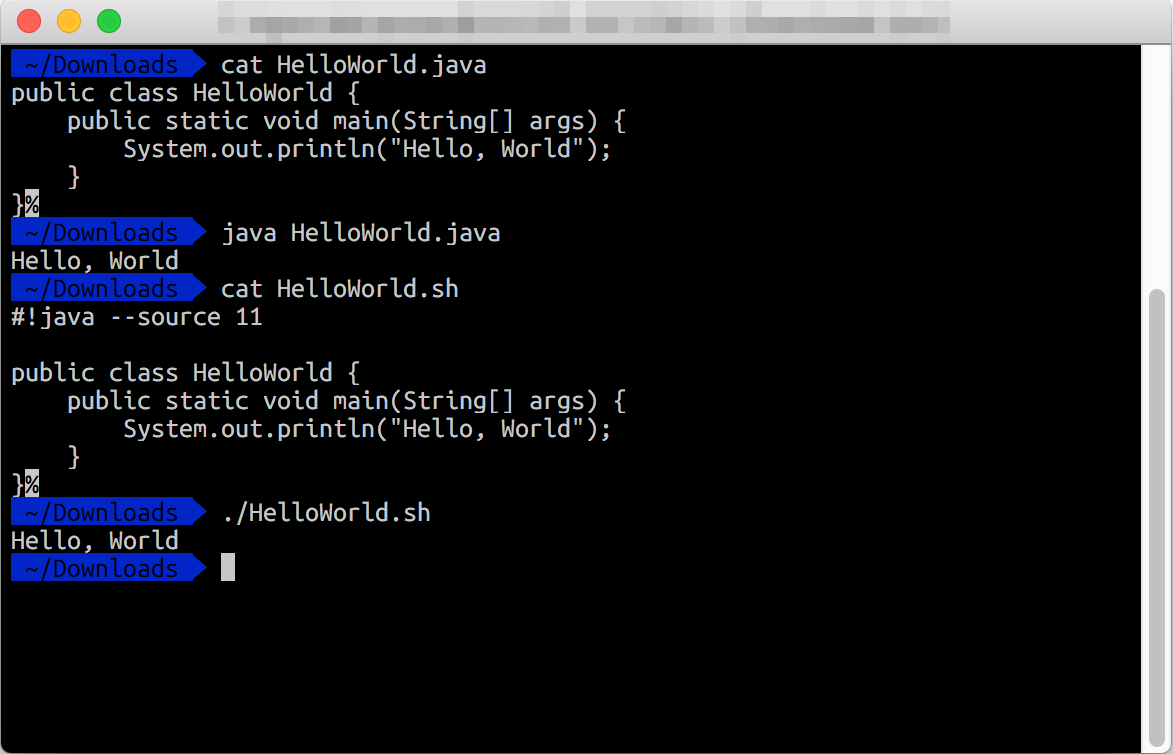 ~/Downloads cat HelloWorld.java
public class HelloWorld {
    public static void main(String[] args) {
        System.out.println("Hello, World");
    }
}%
~/Downloads java HelloWorld.java
Hello, World
~/Downloads cat HelloWorld.sh
#!java --source 11

public class HelloWorld {
    public static void main(String[] args) {
        System.out.println("Hello, World");
    }
}%
~/Downloads ./HelloWorld.sh
Hello, World
~/Downloads